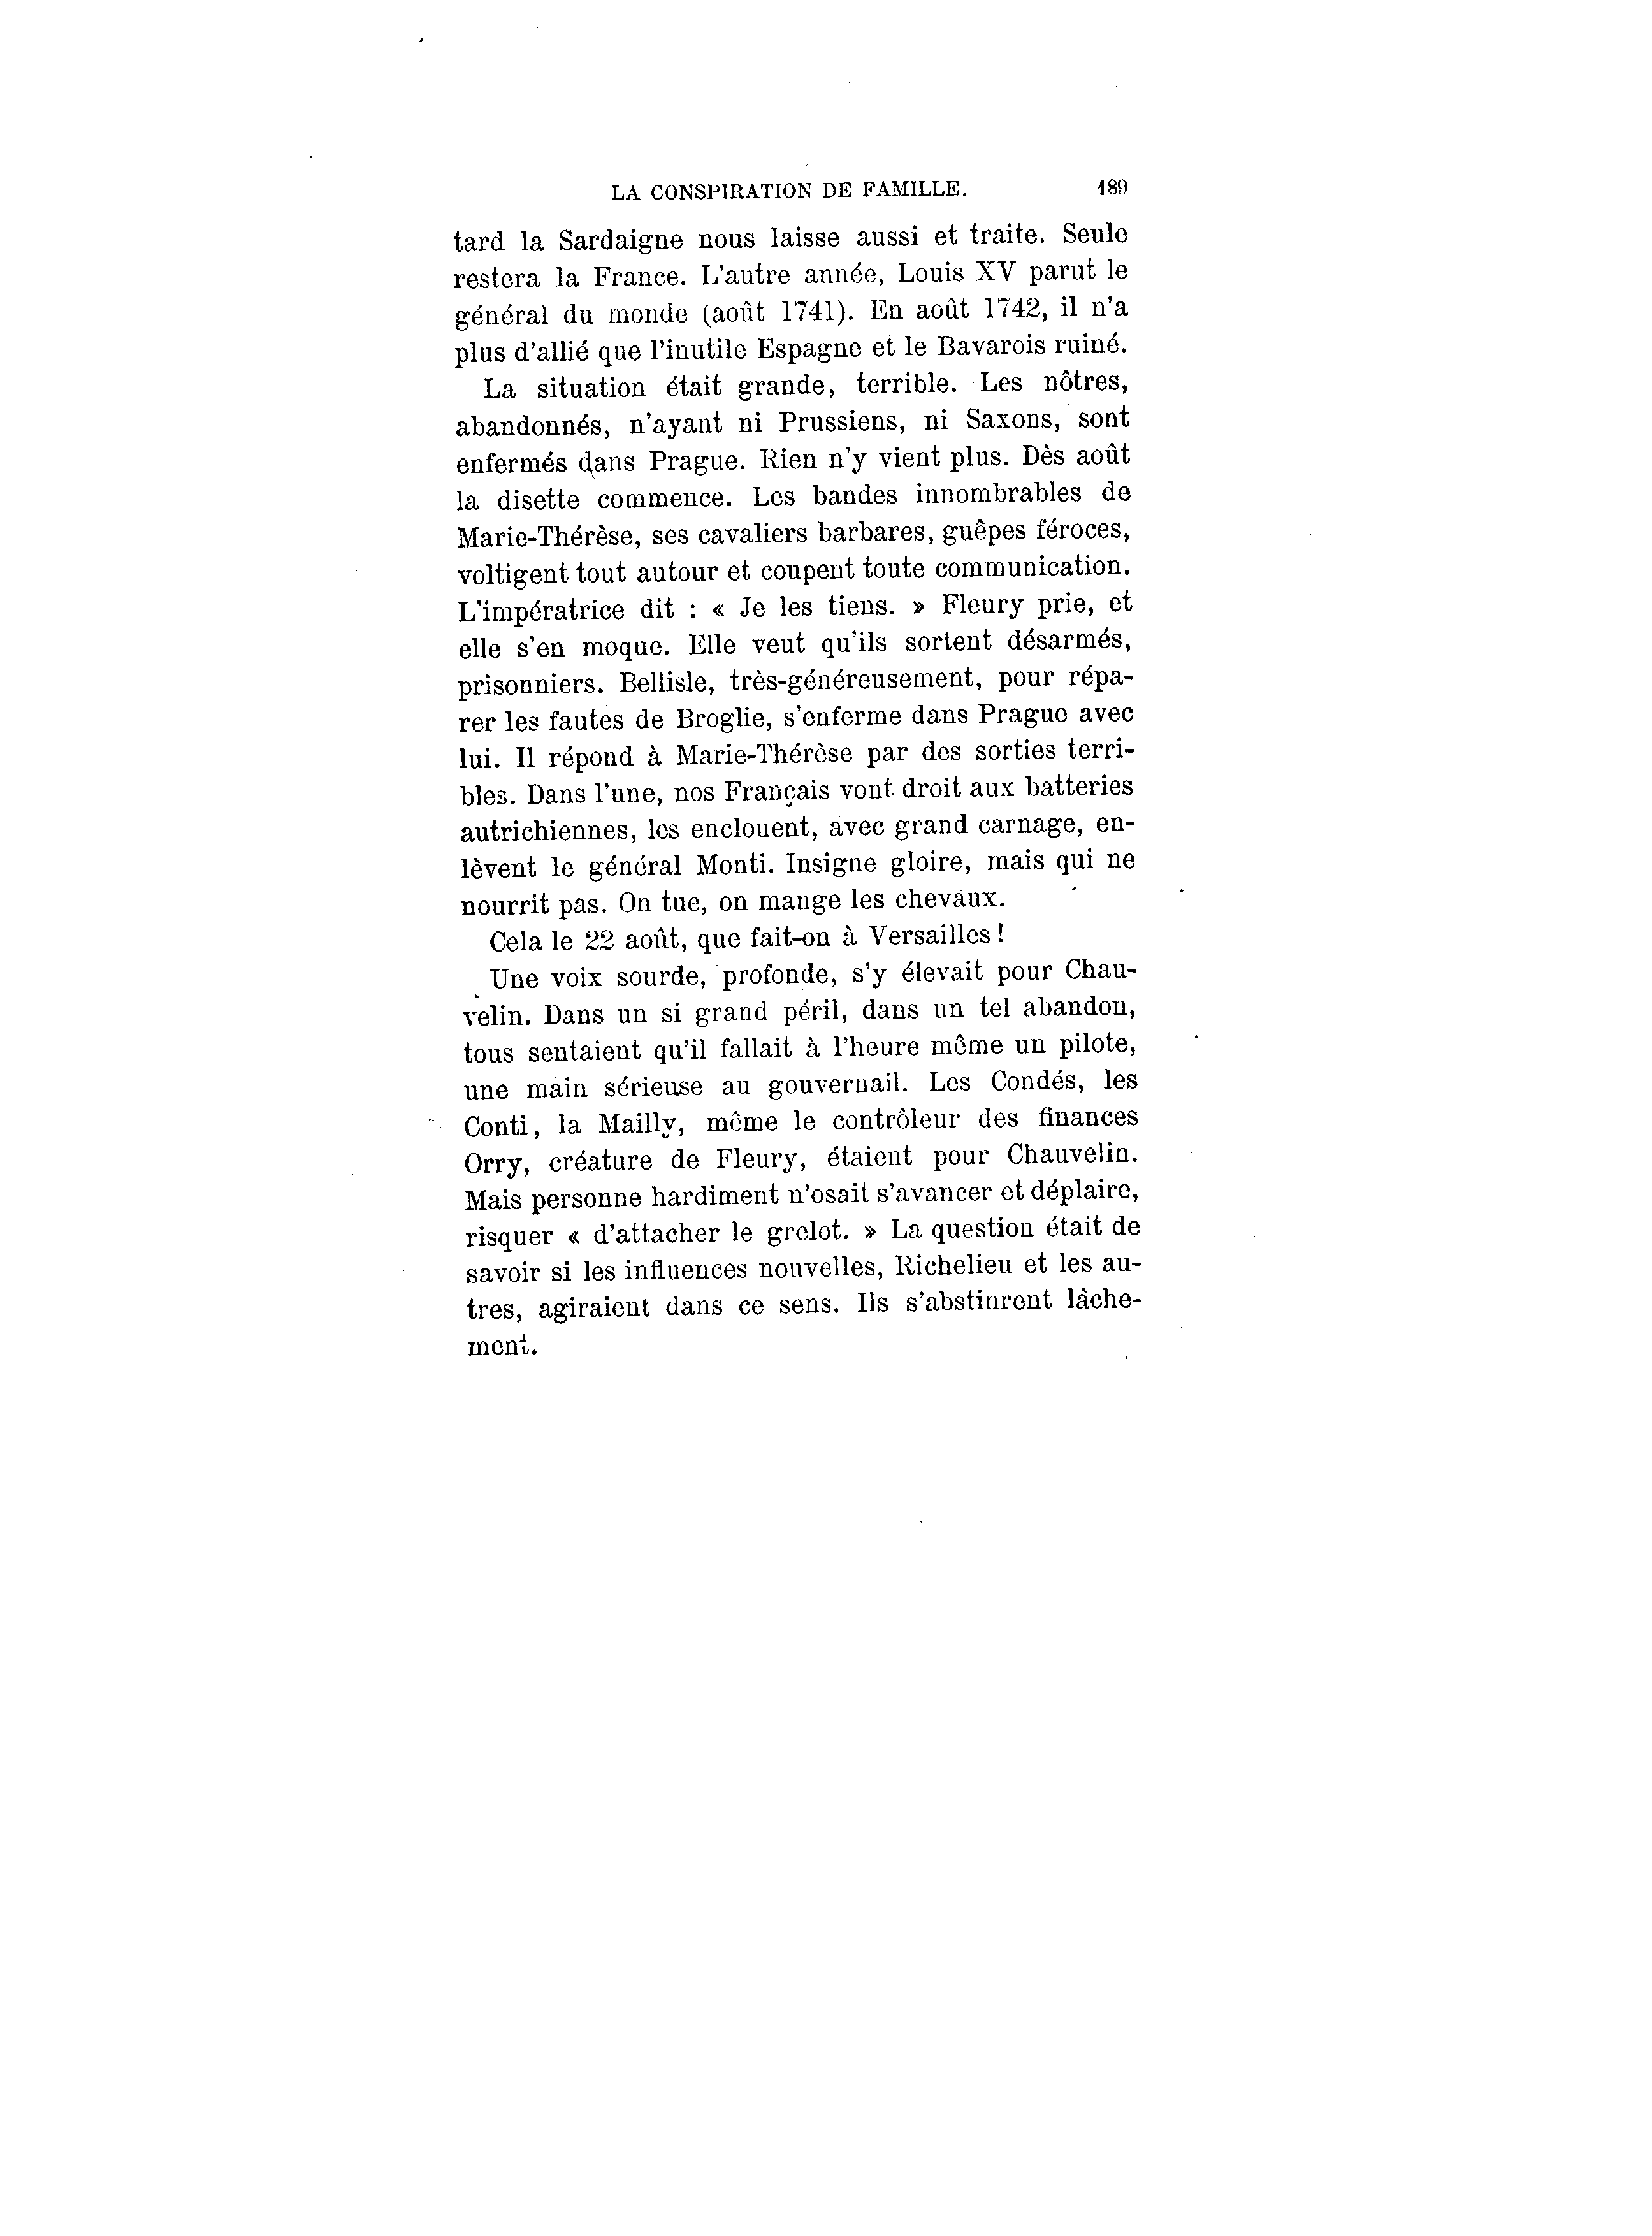 LA CONSPIRATION DE FAMILLE. 189
tard la Sardaigne nous laisse aussi et traite. Seule
restera la France. L'autre année, Louis XV parut le
général du monde (août 1741). En août 1742, il n'a
plus d'allié que l'inutile Espagne et le Bavarois ruiné.
La situation était grande, terrible. Les nôtres,
abandonnés, n'ayant ni Prussiens, ni Saxons, sont
enfermés dans Prague. Rien n'y vient plus. Dès août
la disette commence. Les bandes innombrables de
Marie-Thérèse, ses cavaliers barbares, guêpes féroces,
voltigent tout autour et coupent toute communication.
L'impératrice dit : « Je les tiens. » Fleury prie, et
elle s'en moque. Elle veut qu'ils sortent désarmés,
prisonniers. Bellisle, très-généreusement, pour répa-
rer les fautes de Broglie, s'enferme dans Prague avec
lui. Il répond à Marie-Thérèse par des sorties terri-
bles. Dans l'une, nos Français vont droit aux batteries
autrichiennes, les enclouent, avec grand carnage, en-
lèvent le général Monti. Insigne gloire, mais qui ne
nourrit pas. On tue, on mange les chevaux.
Cela le 22 août, que fait-on à Versailles !
Une voix sourde, profonde, s'y élevait pour Chau-
velin. Dans un si grand péril, dans un tel abandon,
tous sentaient qu'il fallait à l'heure même un pilote,
une main sérieuse au gouvernail. Les Condés, les
Conti, la Mailly, même le contrôleur des finances
Orry, créature de Fleury, étaient pour Chauvelin.
Mais personne hardiment n'osait s'avancer et déplaire,
risquer « d'attacher le grelot. » La question était de
savoir si les influences nouvelles, Richelieu et les au-
tres, agiraient dans ce sens. Ils s'abstinrent lâche-
ment.